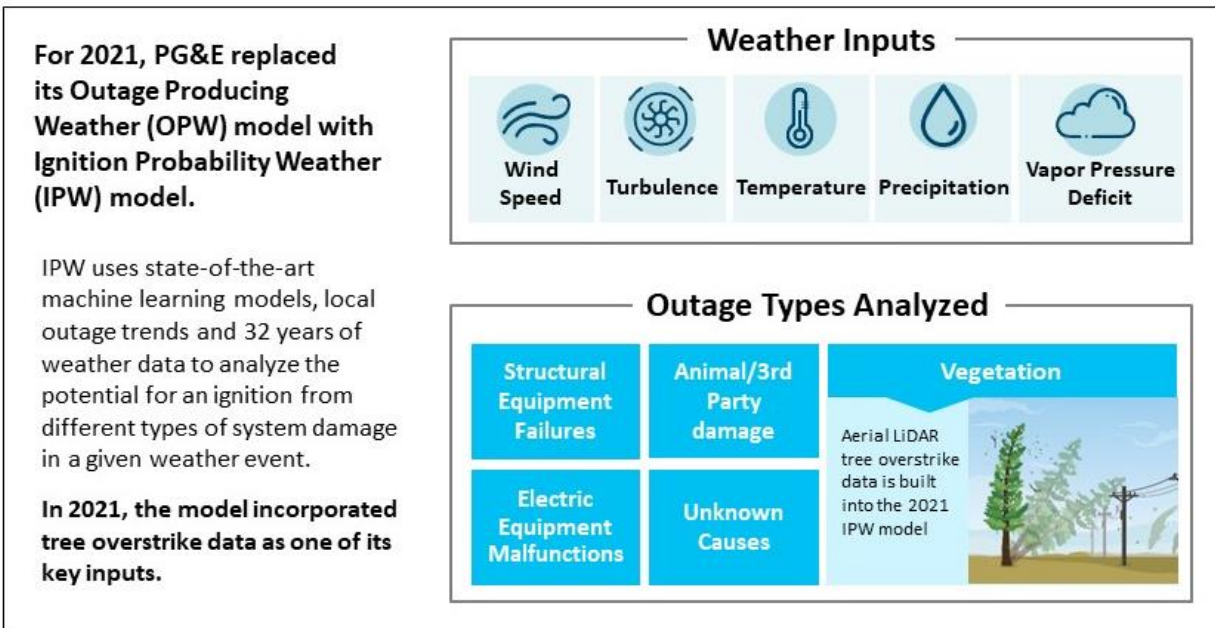 For 2021, PG&E replaced
its Outage Producing
Weather (OPW) model with
Ignition Probability Weather
(IPW) model.
IPW uses state-of-the-art
machine learning models, local
outage trends and 32 years of
weather data to analyze the
potential for an ignition from
different types of system damage
in a given weather event.
In 2021, the model incorporated
tree overstrike data as one of its
key inputs.
Weather Inputs
Wind
Speed
Turbulence
Temperature
Precipitation
Vapor Pressure
Deficit
Outage Types Analyzed
Structural
Equipment
Failures
Animal/3rd
Party
damage
Electric
Equipment
Malfunctions
Unknown
Causes
Vegetation
Aerial LiDAR
tree overstrike
data is built
into the 2021
IPW model